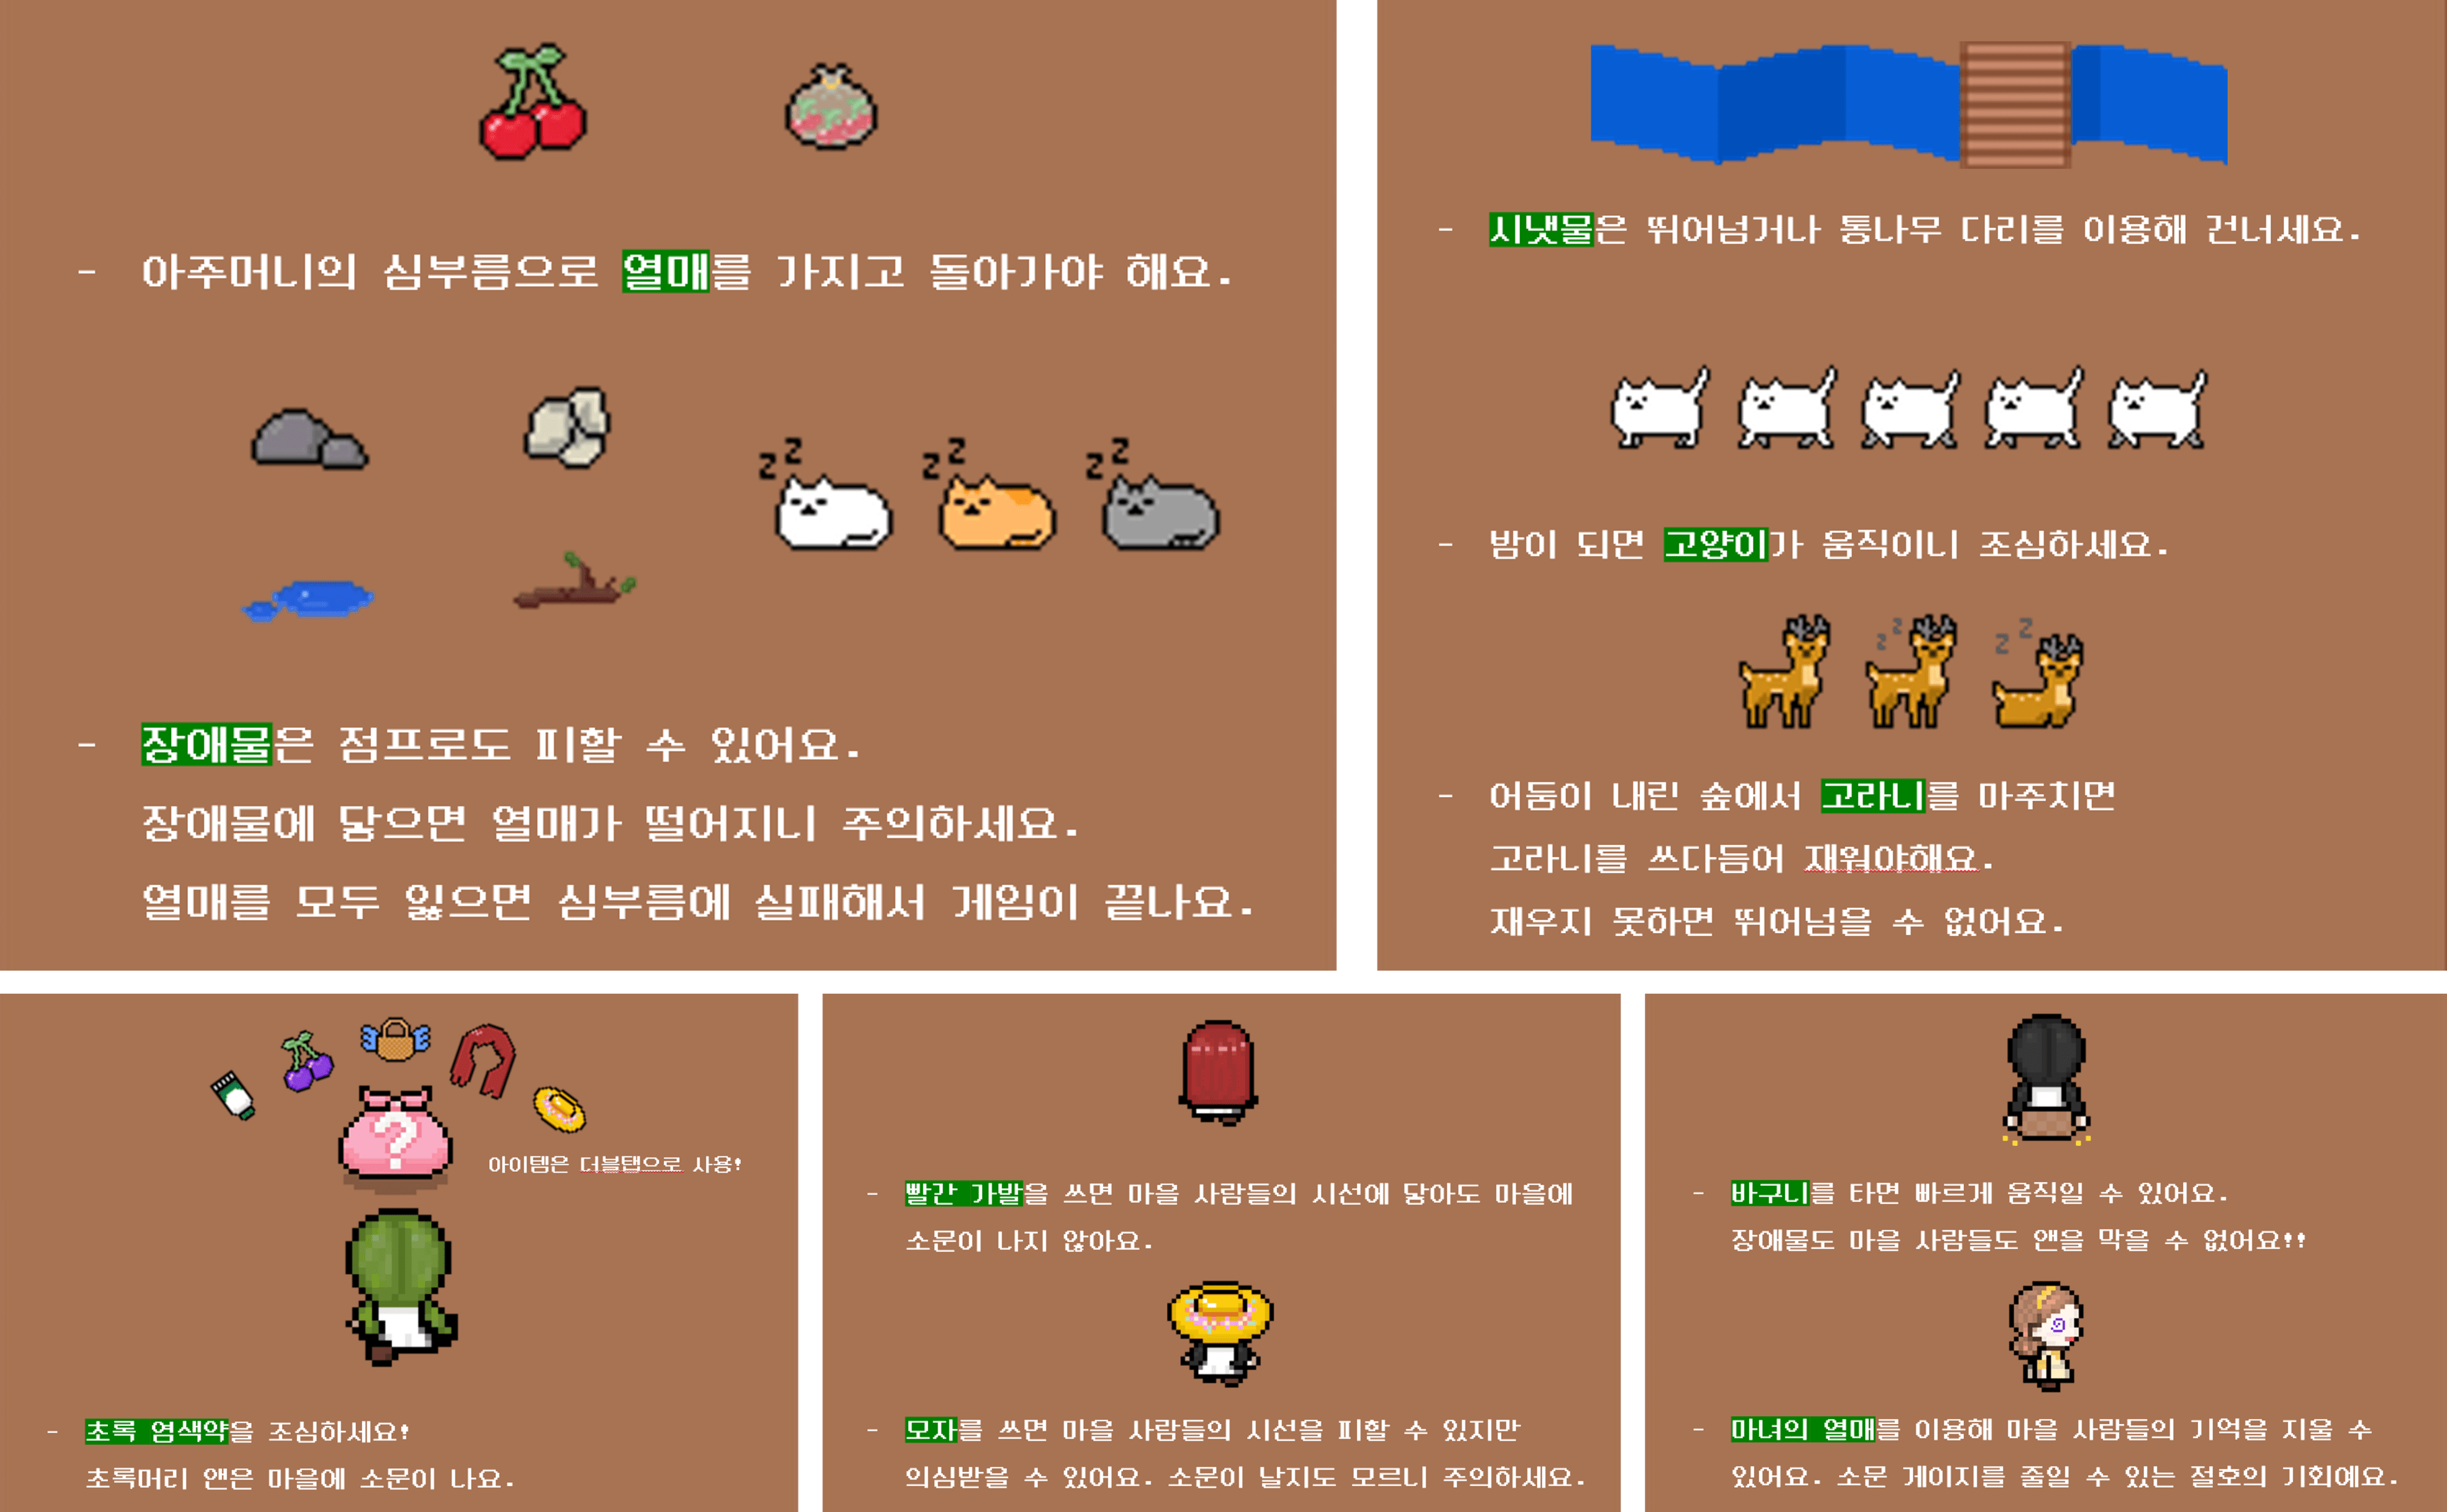 - 아주머니의 심부름으로 열매를 가지고 돌아가야 해요.
z z
z z
z z
- 장애물은 점프로도 피할 수 있어요.
장애물에 닿으면 열매가 떨어지니 주의하세요.
열매를 모두 잃으면 심부름에 실패해서 게임이 끝나요.
- 시냇물은 뛰어넘거나 통나무 다리를 이용해 건너세요.
- 밤이 되면 고양이가 움직이니 조심하세요.
z z
z z
- 어둠이 내린 숲에서 고라니를 마주치면
고라니를 쓰다듬어 재워야해요.
재우지 못하면 뛰어넘을 수 없어요.
?
아이템은 더블탭으로 사용!
- 초록 염색약을 조심하세요!
초록머리 앤은 마을에 소문이 나요.
- 빨간 가발을 쓰면 마을 사람들의 시선에 닿아도 마을에
소문이 나지 않아요.
- 모자를 쓰면 마을 사람들의 시선을 피할 수 있지만
의심받을 수 있어요. 소문이 날지도 모르니 주의하세요.
- 바구니를 타면 빠르게 움직일 수 있어요.
장애물도 마을 사람들도 앤을 막을 수 없어요!!
- 마녀의 열매를 이용해 마을 사람들의 기억을 지울 수
있어요. 소문 게이지를 줄일 수 있는 절호의 기회예요.